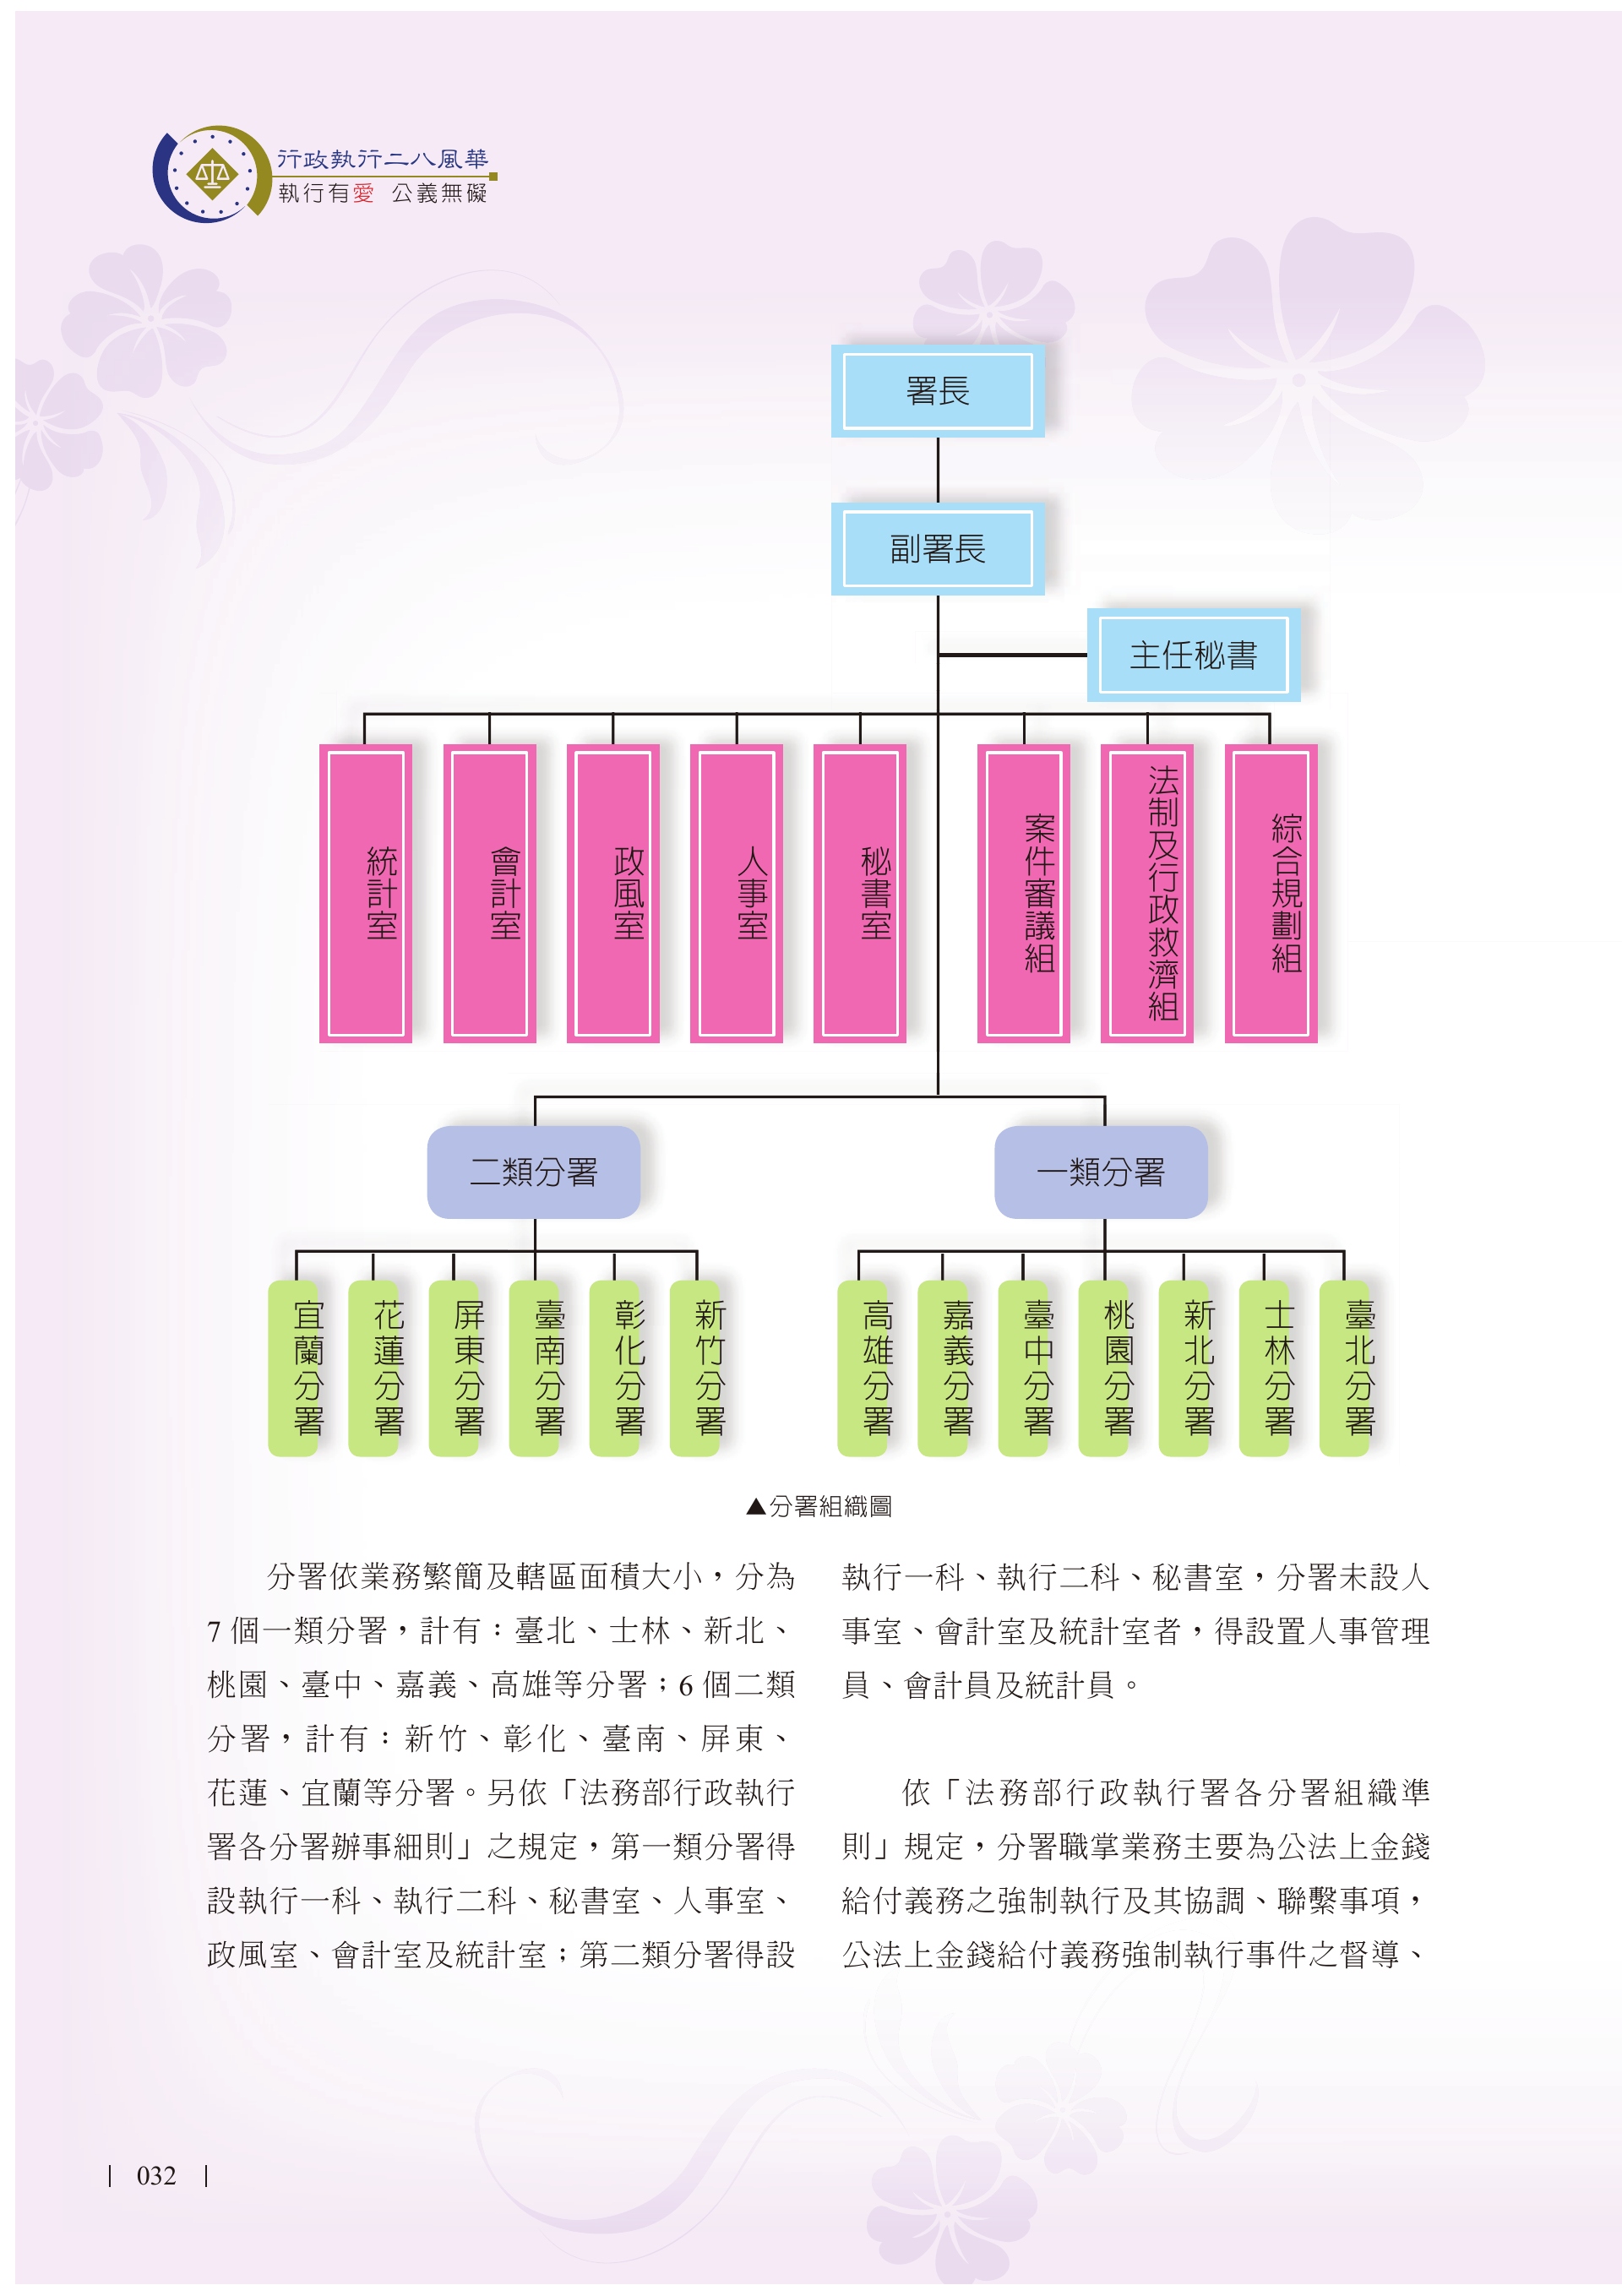 行政執行二八風華
執行有愛 公義無礙
署長
副署長
主任秘書
統計室
會計室
政風室
人事室
秘書室
案件審議組
法制及行政救濟組
綜合規劃組
二類分署
一類分署
宜蘭分署
花蓮分署
屏東分署
臺南分署
彰化分署
新竹分署
高雄分署
嘉義分署
臺中分署
桃園分署
新北分署
士林分署
臺北分署
▲分署組織圖
分署依業務繁簡及轄區面積大小，分為
7 個一類分署，計有：臺北、士林、新北、
桃園、臺中、嘉義、高雄等分署；6 個二類
分署，計有：新竹、彰化、臺南、屏東、
花蓮、宜蘭等分署。另依「法務部行政執行
署各分署辦事細則」之規定，第一類分署得
設執行一科、執行二科、秘書室、人事室、
政風室、會計室及統計室；第二類分署得設
執行一科、執行二科、秘書室，分署未設人
事室、會計室及統計室者，得設置人事管理
員、會計員及統計員。
依「法務部行政執行署各分署組織準
則」規定，分署職掌業務主要為公法上金錢
給付義務之強制執行及其協調、聯繫事項，
公法上金錢給付義務強制執行事件之督導、
032